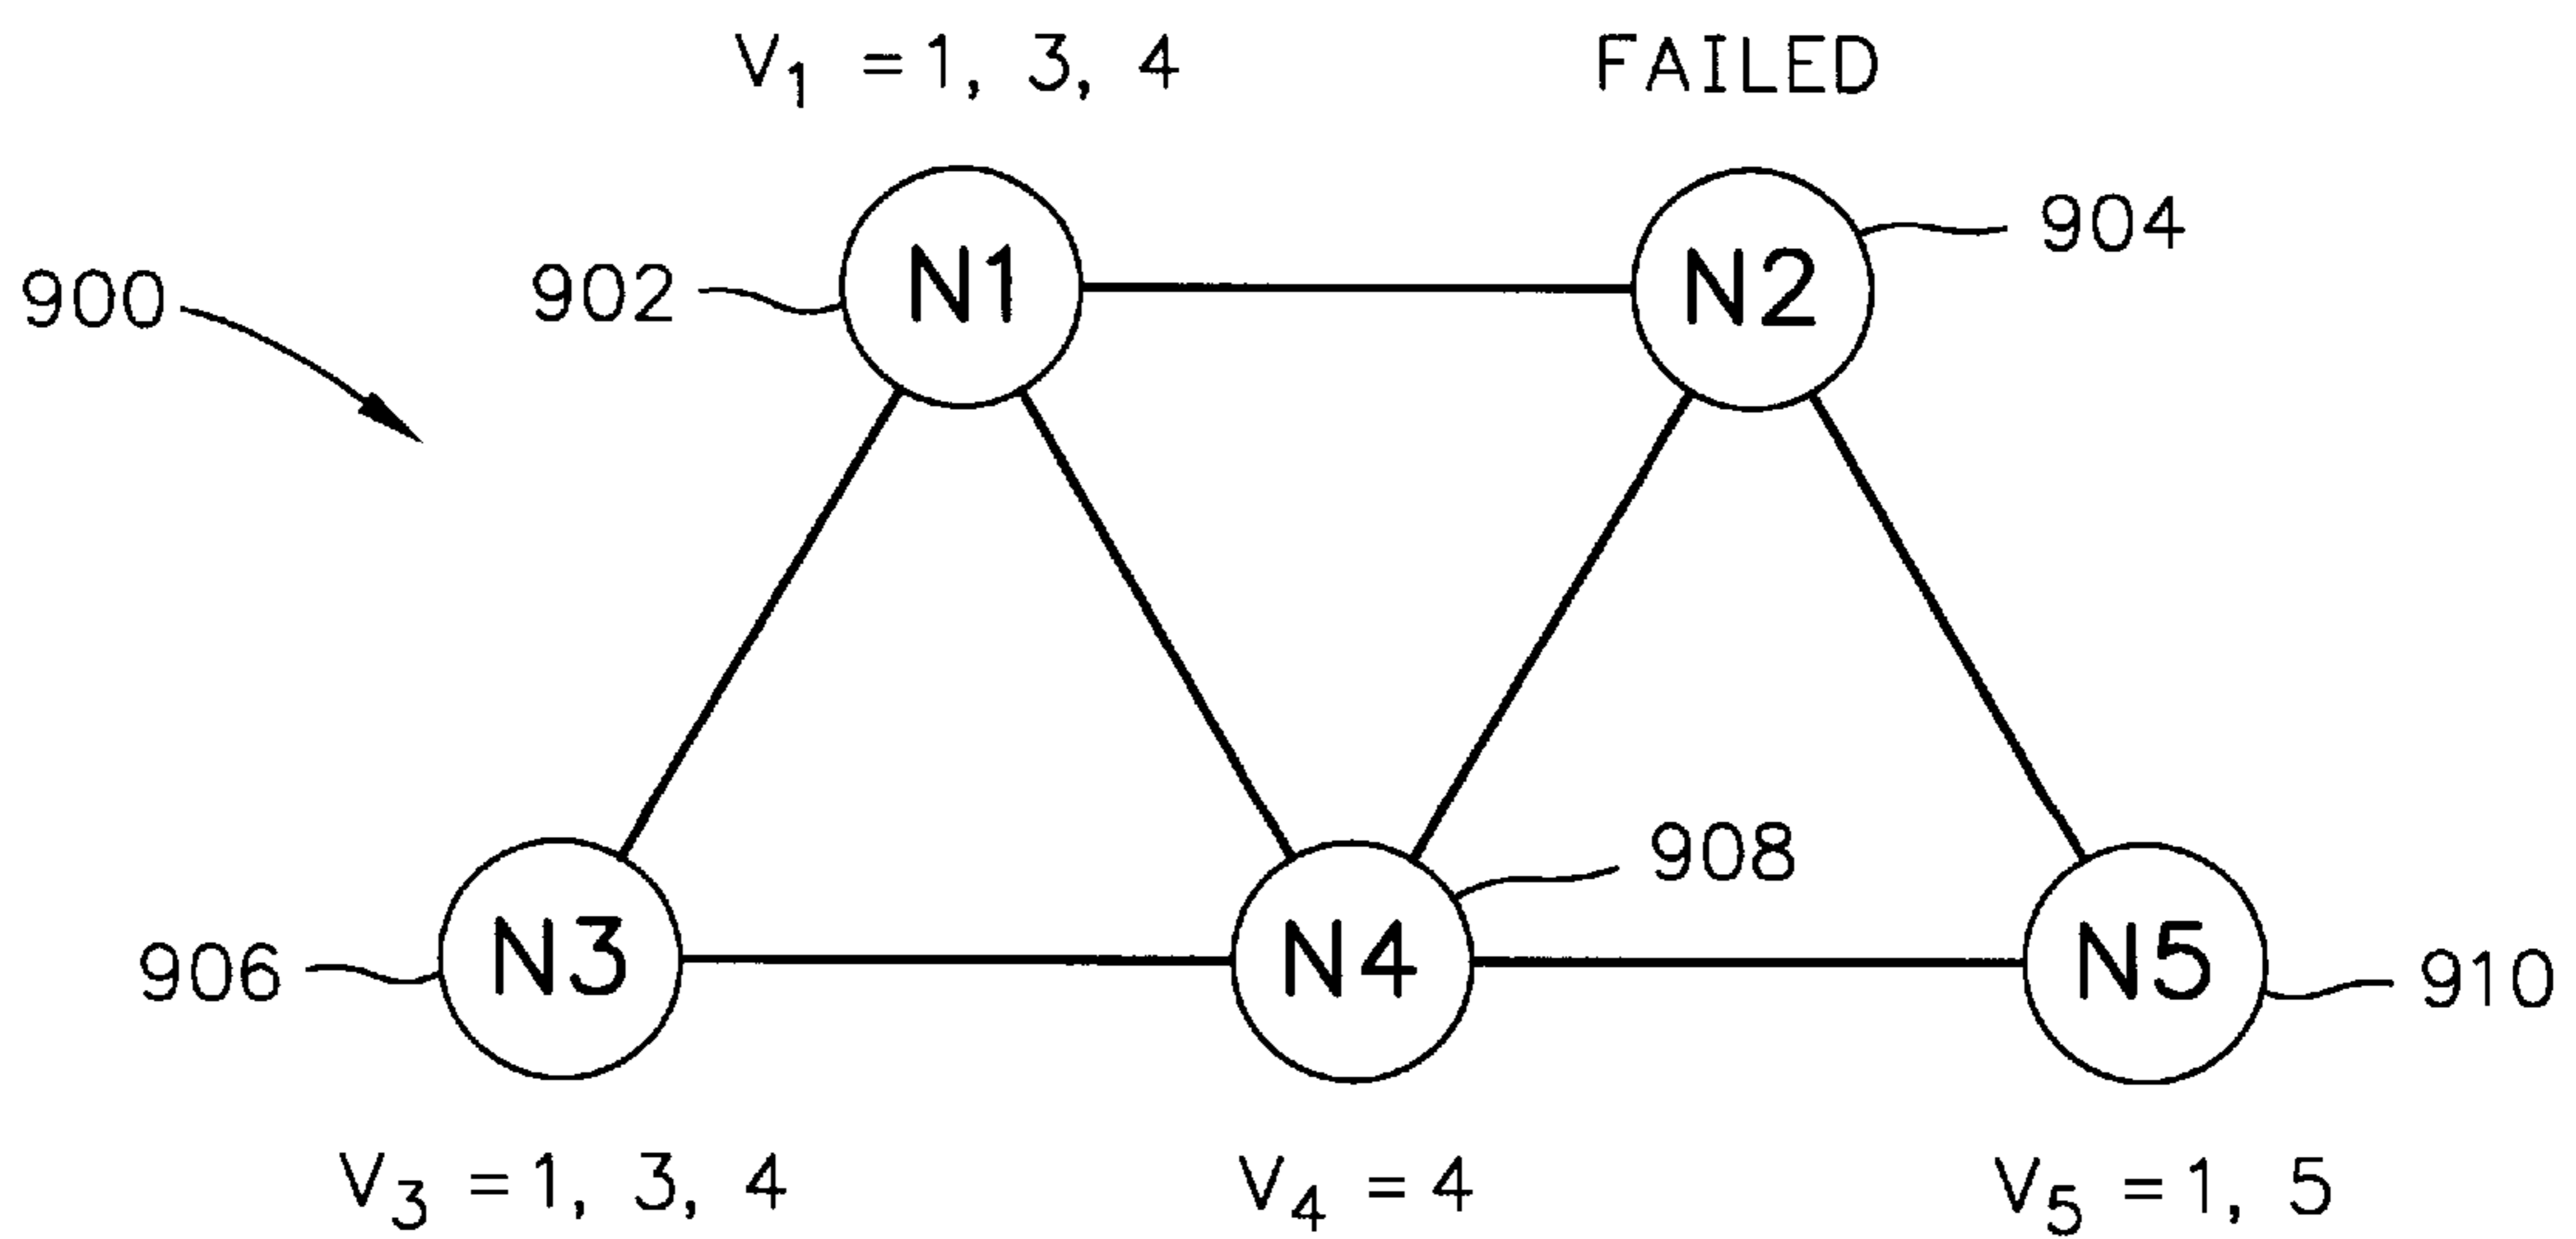 V₁ = 1, 3, 4
FAILED
900
902
N1
N2
904
906
N3
N4
908
N5
910
V₃ = 1, 3, 4
V₄ = 4
V₅ = 1, 5